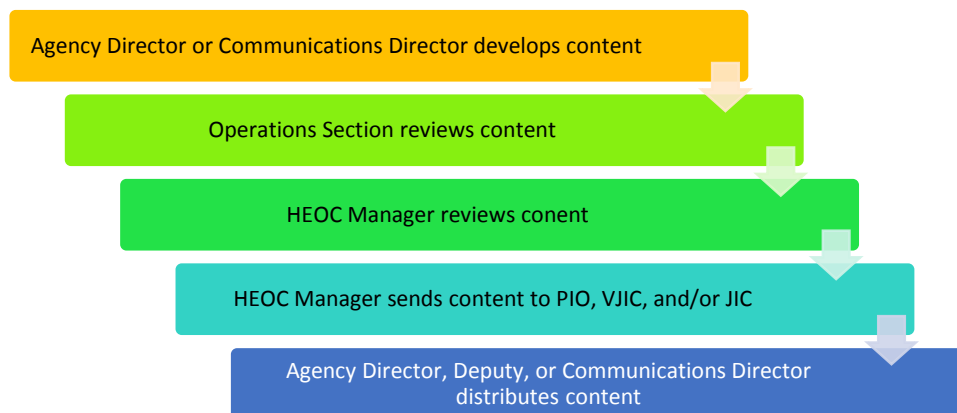 Agency Director or Communications Director develops content
Operations Section reviews content
HEOC Manager reviews conent
HEOC Manager sends content to PIO, VJIC, and/or JIC
Agency Director, Deputy, or Communications Director
distributes content